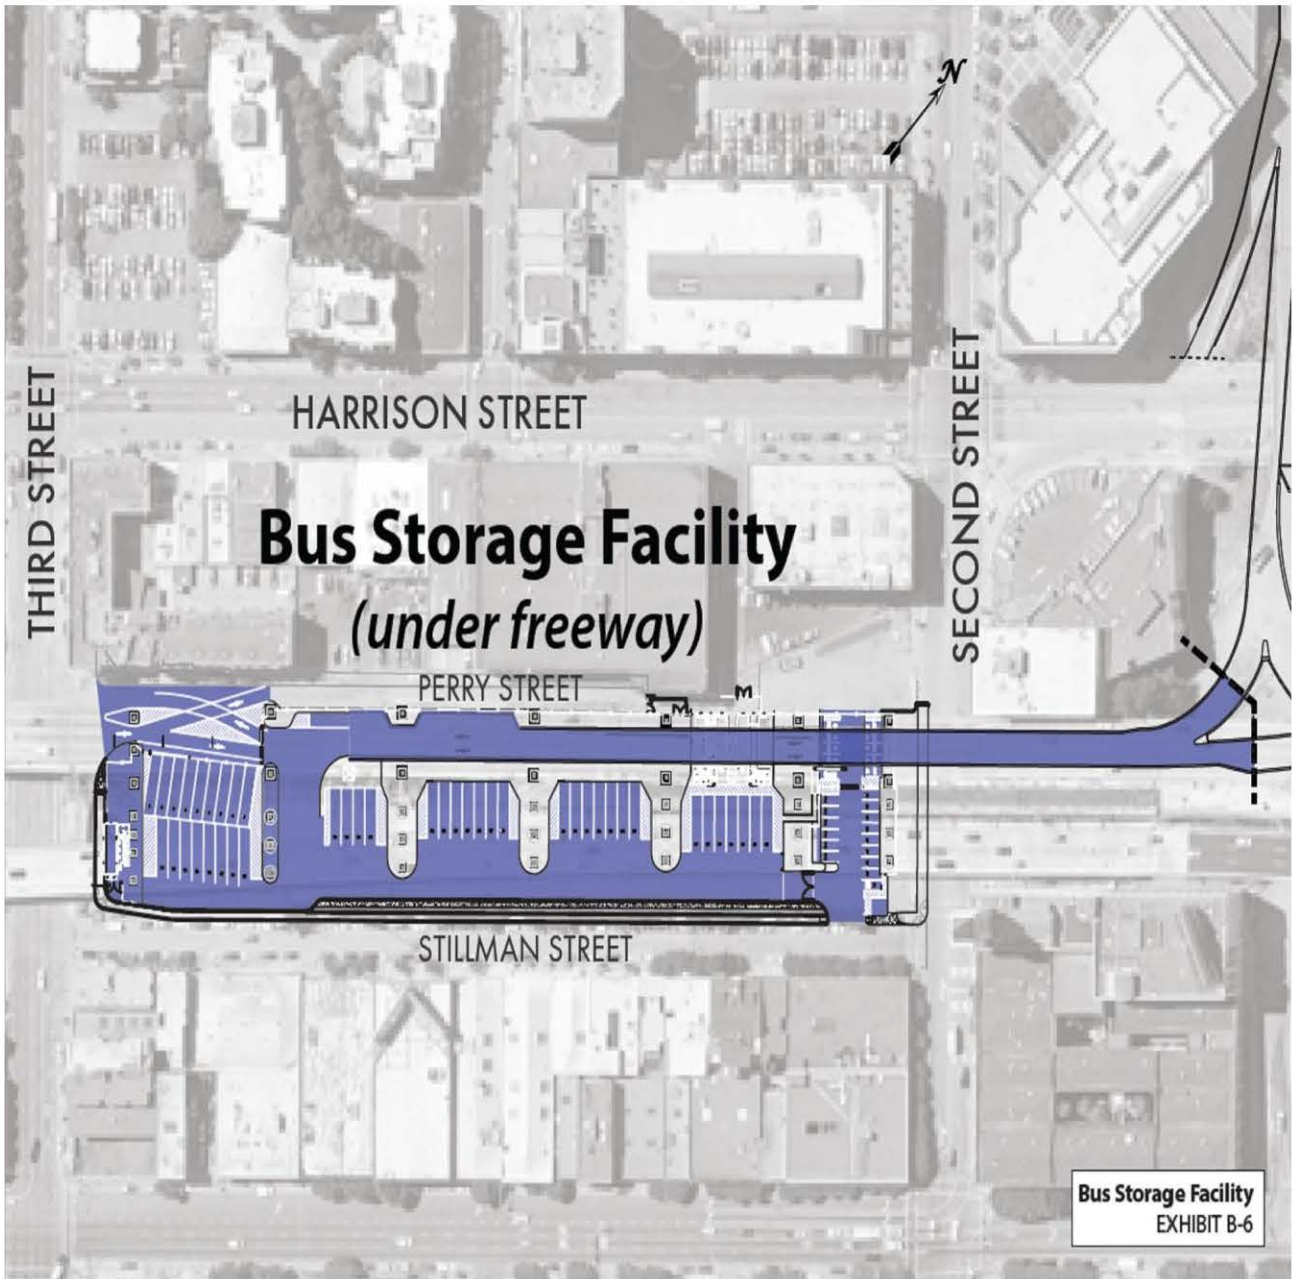 N
HARRISON STREET
THIRD STREET
SECOND STREET
Bus Storage Facility
(under freeway)
PERRY STREET
STILLMAN STREET
Bus Storage Facility
EXHIBIT B-6